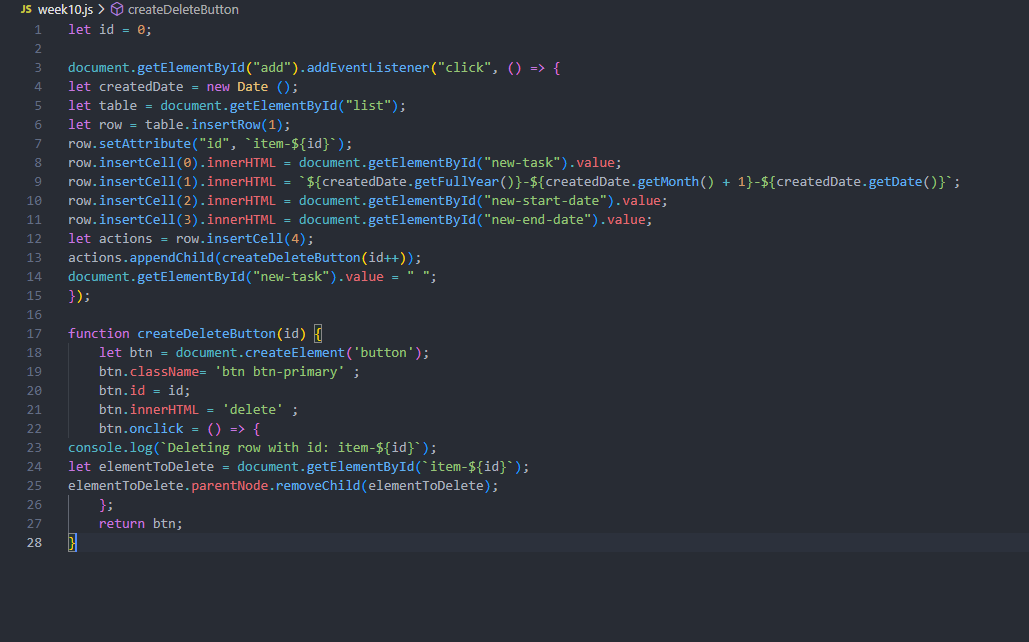 JS week10.js > createDeleteButton
1 let id = 0;
2
3 document.getElementById("add").addEventListener("click", () => {
4 let createdDate = new Date ();
5 let table = document.getElementById("list");
6 let row = table.insertRow(1);
7 row.setAttribute("id", `item-${id}`);
8 row.insertCell(0).innerHTML = document.getElementById("new-task").value;
9 row.insertCell(1).innerHTML = `${createdDate.getFullYear()}-${createdDate.getMonth() + 1}-${createdDate.getDate()}`;
10 row.insertCell(2).innerHTML = document.getElementById("new-start-date").value;
11 row.insertCell(3).innerHTML = document.getElementById("new-end-date").value;
12 let actions = row.insertCell(4);
13 actions.appendChild(createDeleteButton(id++));
14 document.getElementById("new-task").value = " ";
15 });
16
17 function createDeleteButton(id) {
18     let btn = document.createElement('button');
19     btn.className= 'btn btn-primary' ;
20     btn.id = id;
21     btn.innerHTML = 'delete' ;
22     btn.onclick = () => {
23 console.log(`Deleting row with id: item-${id}`);
24 let elementToDelete = document.getElementById(`item-${id}`);
25 elementToDelete.parentNode.removeChild(elementToDelete);
26     };
27     return btn;
28 }